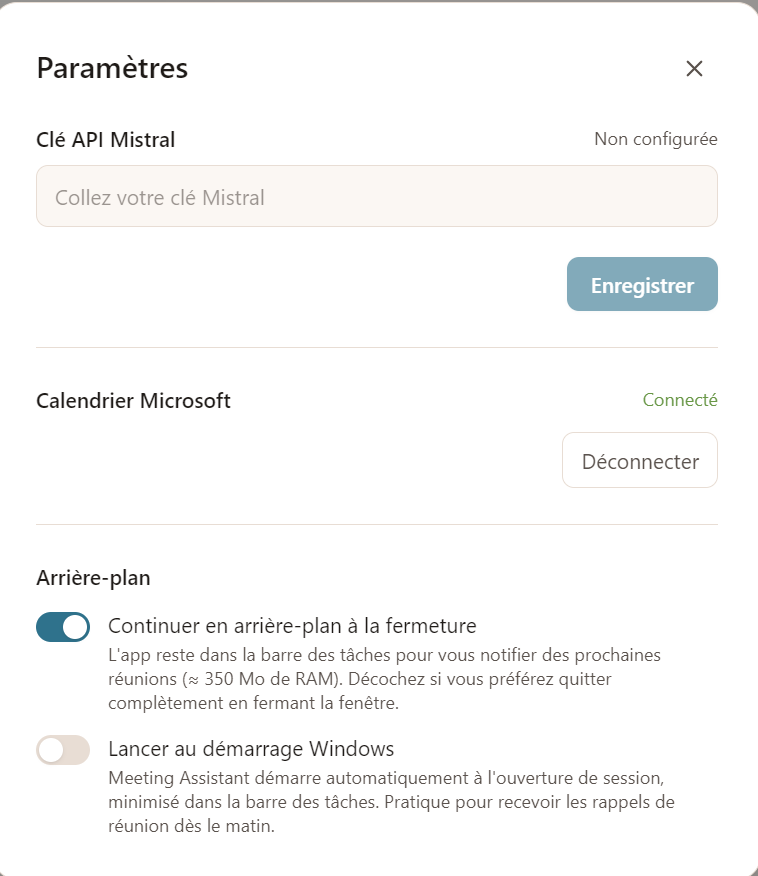 Paramètres
Clé API Mistral
Non configurée
Collez votre clé Mistral
Enregistrer
Calendrier Microsoft
Connecté
Déconnecter
Arrière-plan
Continuer en arrière-plan à la fermeture
L'app reste dans la barre des tâches pour vous notifier des prochaines
réunions (≈ 350 Mo de RAM). Décochez si vous préférez quitter
complètement en fermant la fenêtre.
Lancer au démarrage Windows
Meeting Assistant démarre automatiquement à l'ouverture de session,
minimisé dans la barre des tâches. Pratique pour recevoir les rappels de
réunion dès le matin.